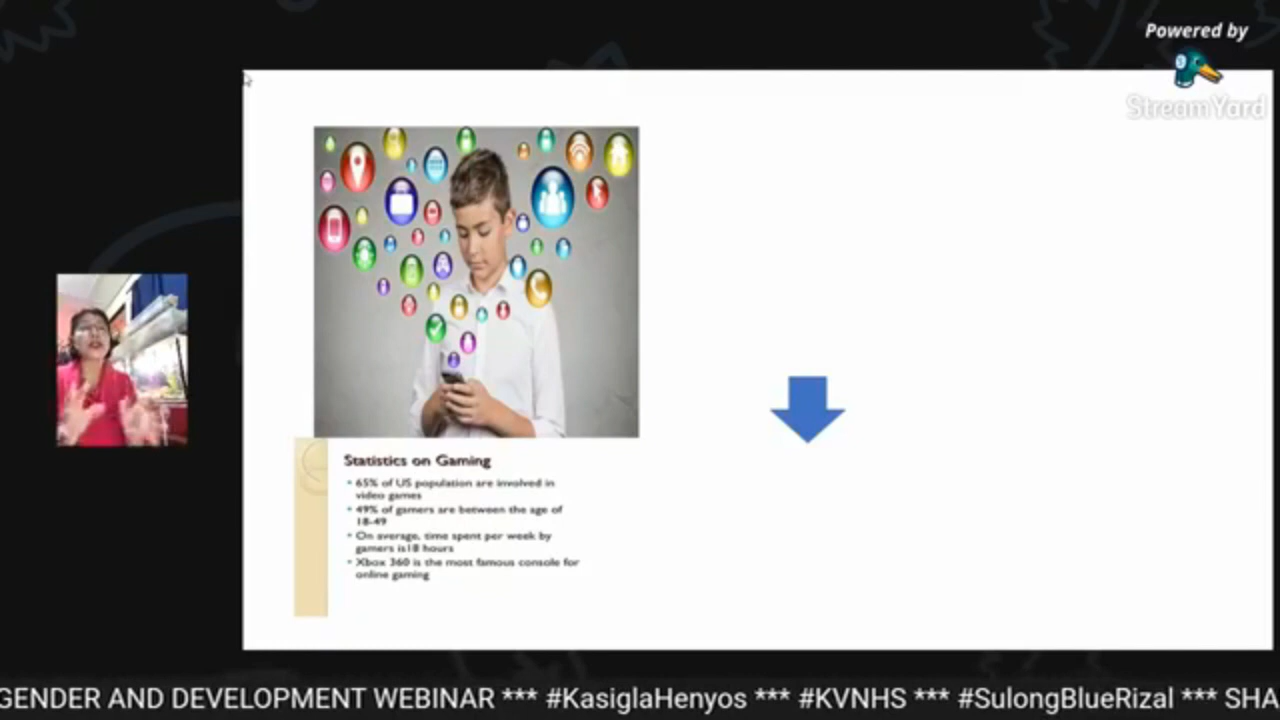 Powered by
StreamYard
Statistics on Gaming
• 65% of US population are involved in
video games
• 49% of gamers are between the age of
18-49
• On average, time spent per week by
gamers is18 hours
• Xbox 360 is the most famous console for
online gaming
GENDER AND DEVELOPMENT WEBINAR *** #KasiglaHenyos *** #KVNHS *** #SulongBlueRizal *** SHA